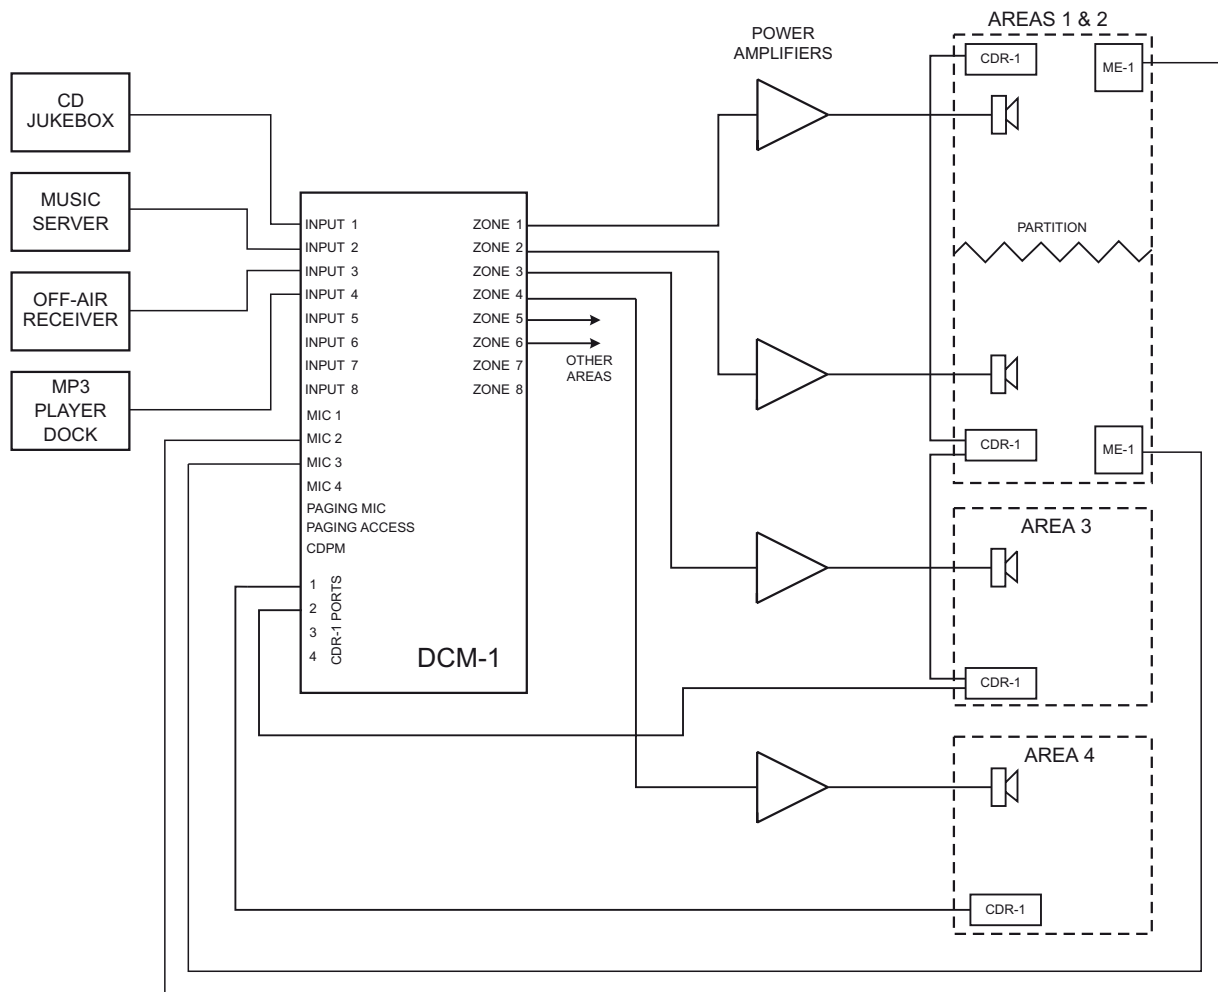 AREAS 1 & 2
POWER
AMPLIFIERS
CDR-1
ME-1
CD
JUKEBOX
MUSIC
SERVER
OFF-AIR
RECEIVER
MP3
PLAYER
DOCK
INPUT 1
INPUT 2
INPUT 3
INPUT 4
INPUT 5
INPUT 6
INPUT 7
INPUT 8
MIC 1
MIC 2
MIC 3
MIC 4
PAGING MIC
PAGING ACCESS
CDPM
1
2
3
4
CDR-1 PORTS
DCM-1
ZONE 1
ZONE 2
ZONE 3
ZONE 4
ZONE 5
ZONE 6
ZONE 7
ZONE 8
OTHER
AREAS
PARTITION
CDR-1
ME-1
AREA 3
CDR-1
AREA 4
CDR-1